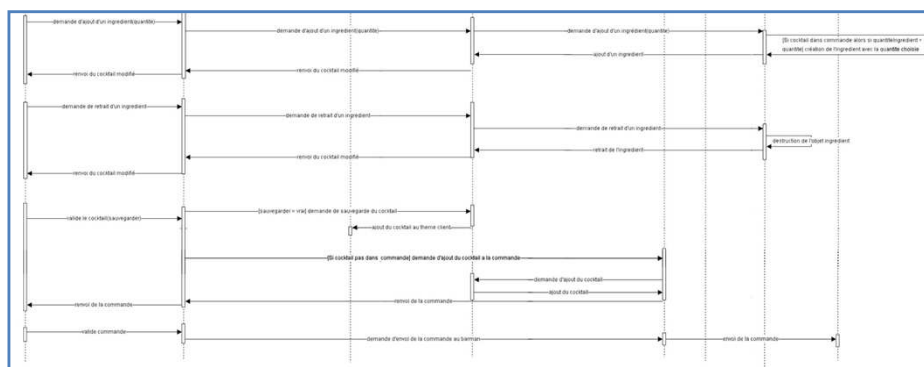 demande d'ajout d'un ingredient(quantite)
demande d'ajout d'un ingredient(quantite)
demande d'ajout d'un ingrédient(quantite)
[Si cocktail dans commande alors si quantiteIngredient <
quantite] création de l'ingredient avec la quantite choisie
ajout d'un ingredient
renvoi du cocktail modifié
renvoi du cocktail modifié
demande de retrait d'un ingredient
demande de retrait d'un ingredient
demande de retrait d'un ingredient
destruction de l'objet ingredient
retrait de l'ingredient
renvoi du cocktail modifié
renvoi du cocktail modifié
valide le cocktail(sauvegarder)
[sauvegarder = vrai] demande de sauvegarde du cocktail
ajout du cocktail au theme client
[Si cocktail pas dans commande] demande d'ajout du cocktail a la commande
demande d'ajout du cocktail
ajout du cocktail
renvoi de la commande
renvoi de la commande
valide commande
demande d'envoi de la commande au barman
envoi de la commande